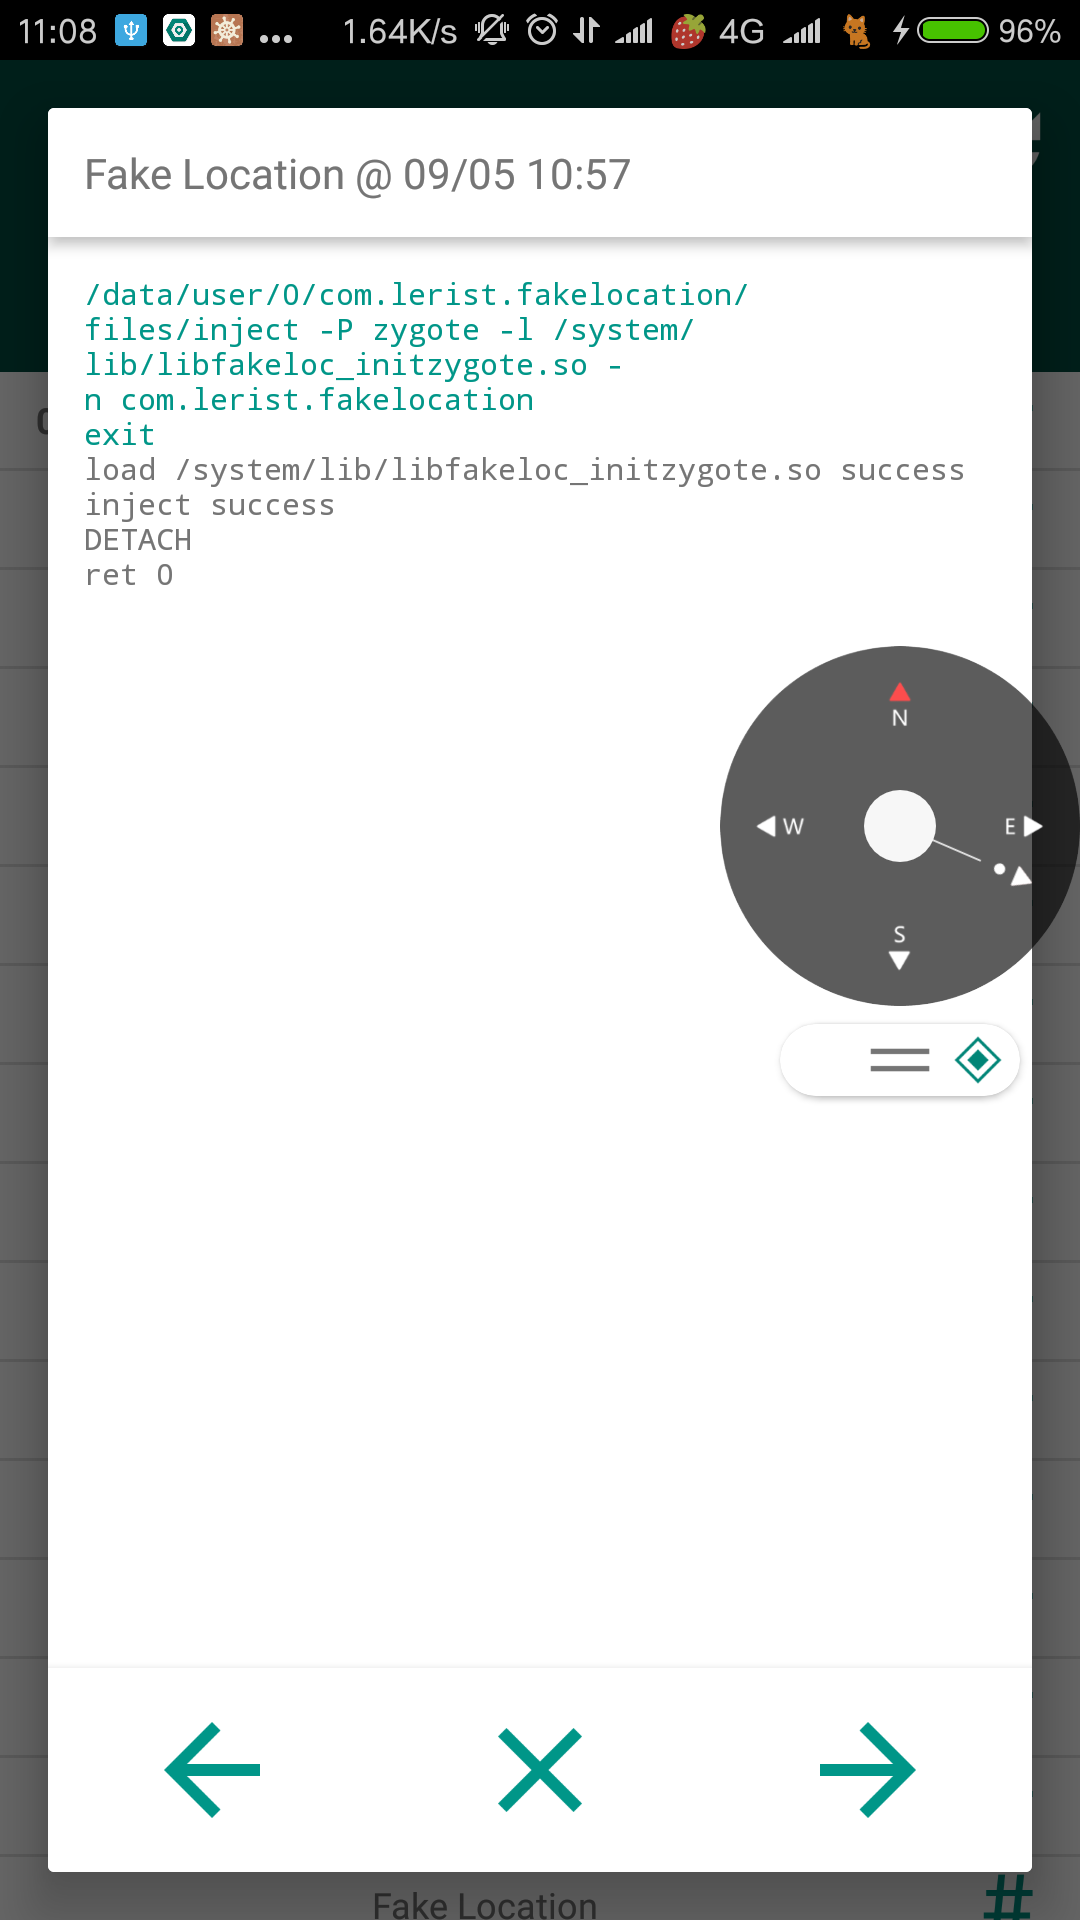 11:08 ... 1.64K/s 4G 96%
Fake Location @ 09/05 10:57
/data/user/0/com.lerist.fakelocation/
files/inject -P zygote -l /system/
lib/libfakeloc_initzygote.so -
n com.lerist.fakelocation
exit
load /system/lib/libfakeloc_initzygote.so success
inject success
DETACH
ret 0
N
W
E
S
Fake Location #